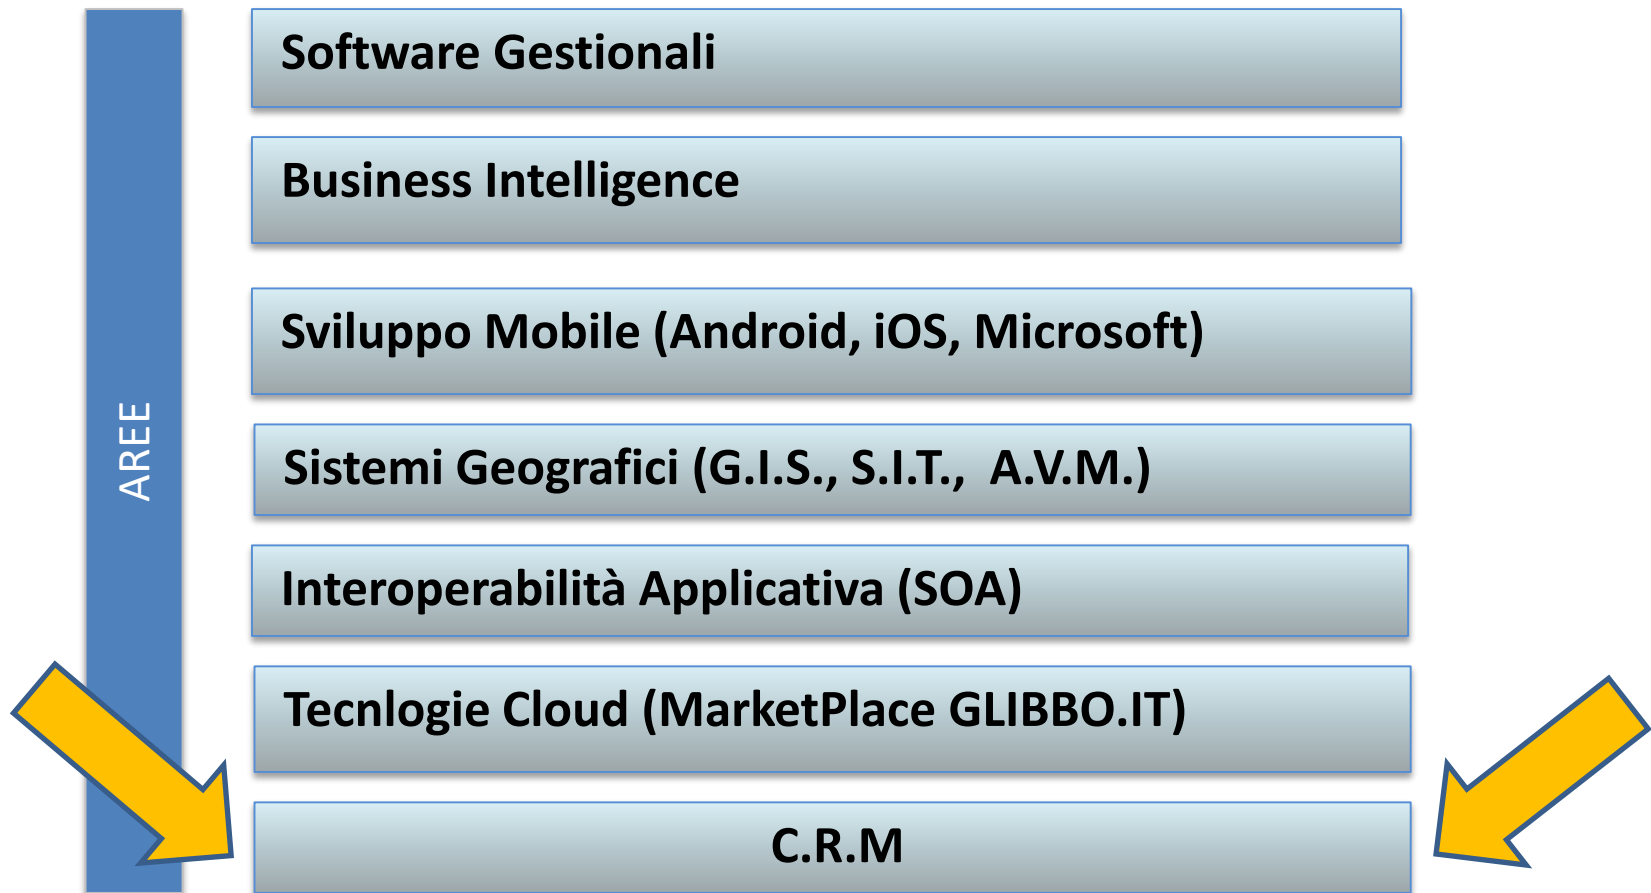 Software Gestionali
Business Intelligence
Sviluppo Mobile (Android, iOS, Microsoft)
AREE
Sistemi Geografici (G.I.S., S.I.T.,  A.V.M.)
Interoperabilità Applicativa (SOA)
Tecnlogie Cloud (MarketPlace GLIBBO.IT)
C.R.M